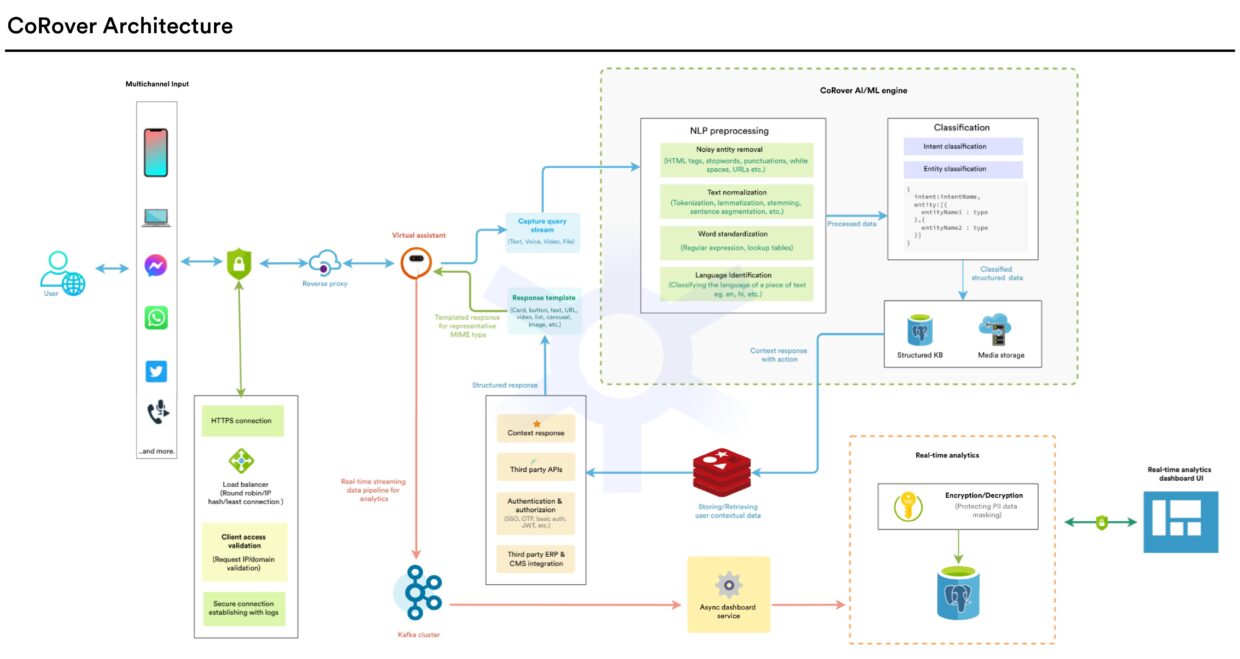 CoRover Architecture
Multichannel Input
..and more.
User
Reverse proxy
Virtual assistant
HTTPS connection
Load balancer
(Round robin/IP
hash/least connection )
Client access
validation
(Request IP/domain
validation)
Secure connection
establishing with logs
Capture query
stream
(Text, Voice, Video, File)
Response template
(Card, button, text, URL,
video, list, carousel,
image, etc.)
Templated response
for representative
MIME type
Structured response
Context response
Third party APIs
Authentication &
authorizaion
(SSO, OTP, basic auth,
JWT, etc.)
Third party ERP &
CMS integration
Real-time streaming
data pipeline for
analytics
Kafka cluster
CoRover AI/ML engine
NLP preprocessing
Noisy entity removal
(HTML tags, stopwords, punctuations, white
spaces, URLs etc.)
Text normalization
(Tokenization, lemmatization, stemming,
sentence segmentation, etc.)
Word standardization
(Regular expression, lookup tables)
Language Identification
(Classifying the language of a piece of text
eg. en, hi, etc.)
Processed data
Classification
Intent classification
Entity classification
{
intent:intentName,
entity:[{
entityName1 : type
},{
entityName2 : type
}]
}
Classified
structured data
Structured KB
Media storage
Context response
with action
Storing/Retrieving
user contextual data
Async dashboard
service
Real-time analytics
Encryption/Decryption
(Protecting PII data
masking)
Real-time analytics
dashboard UI